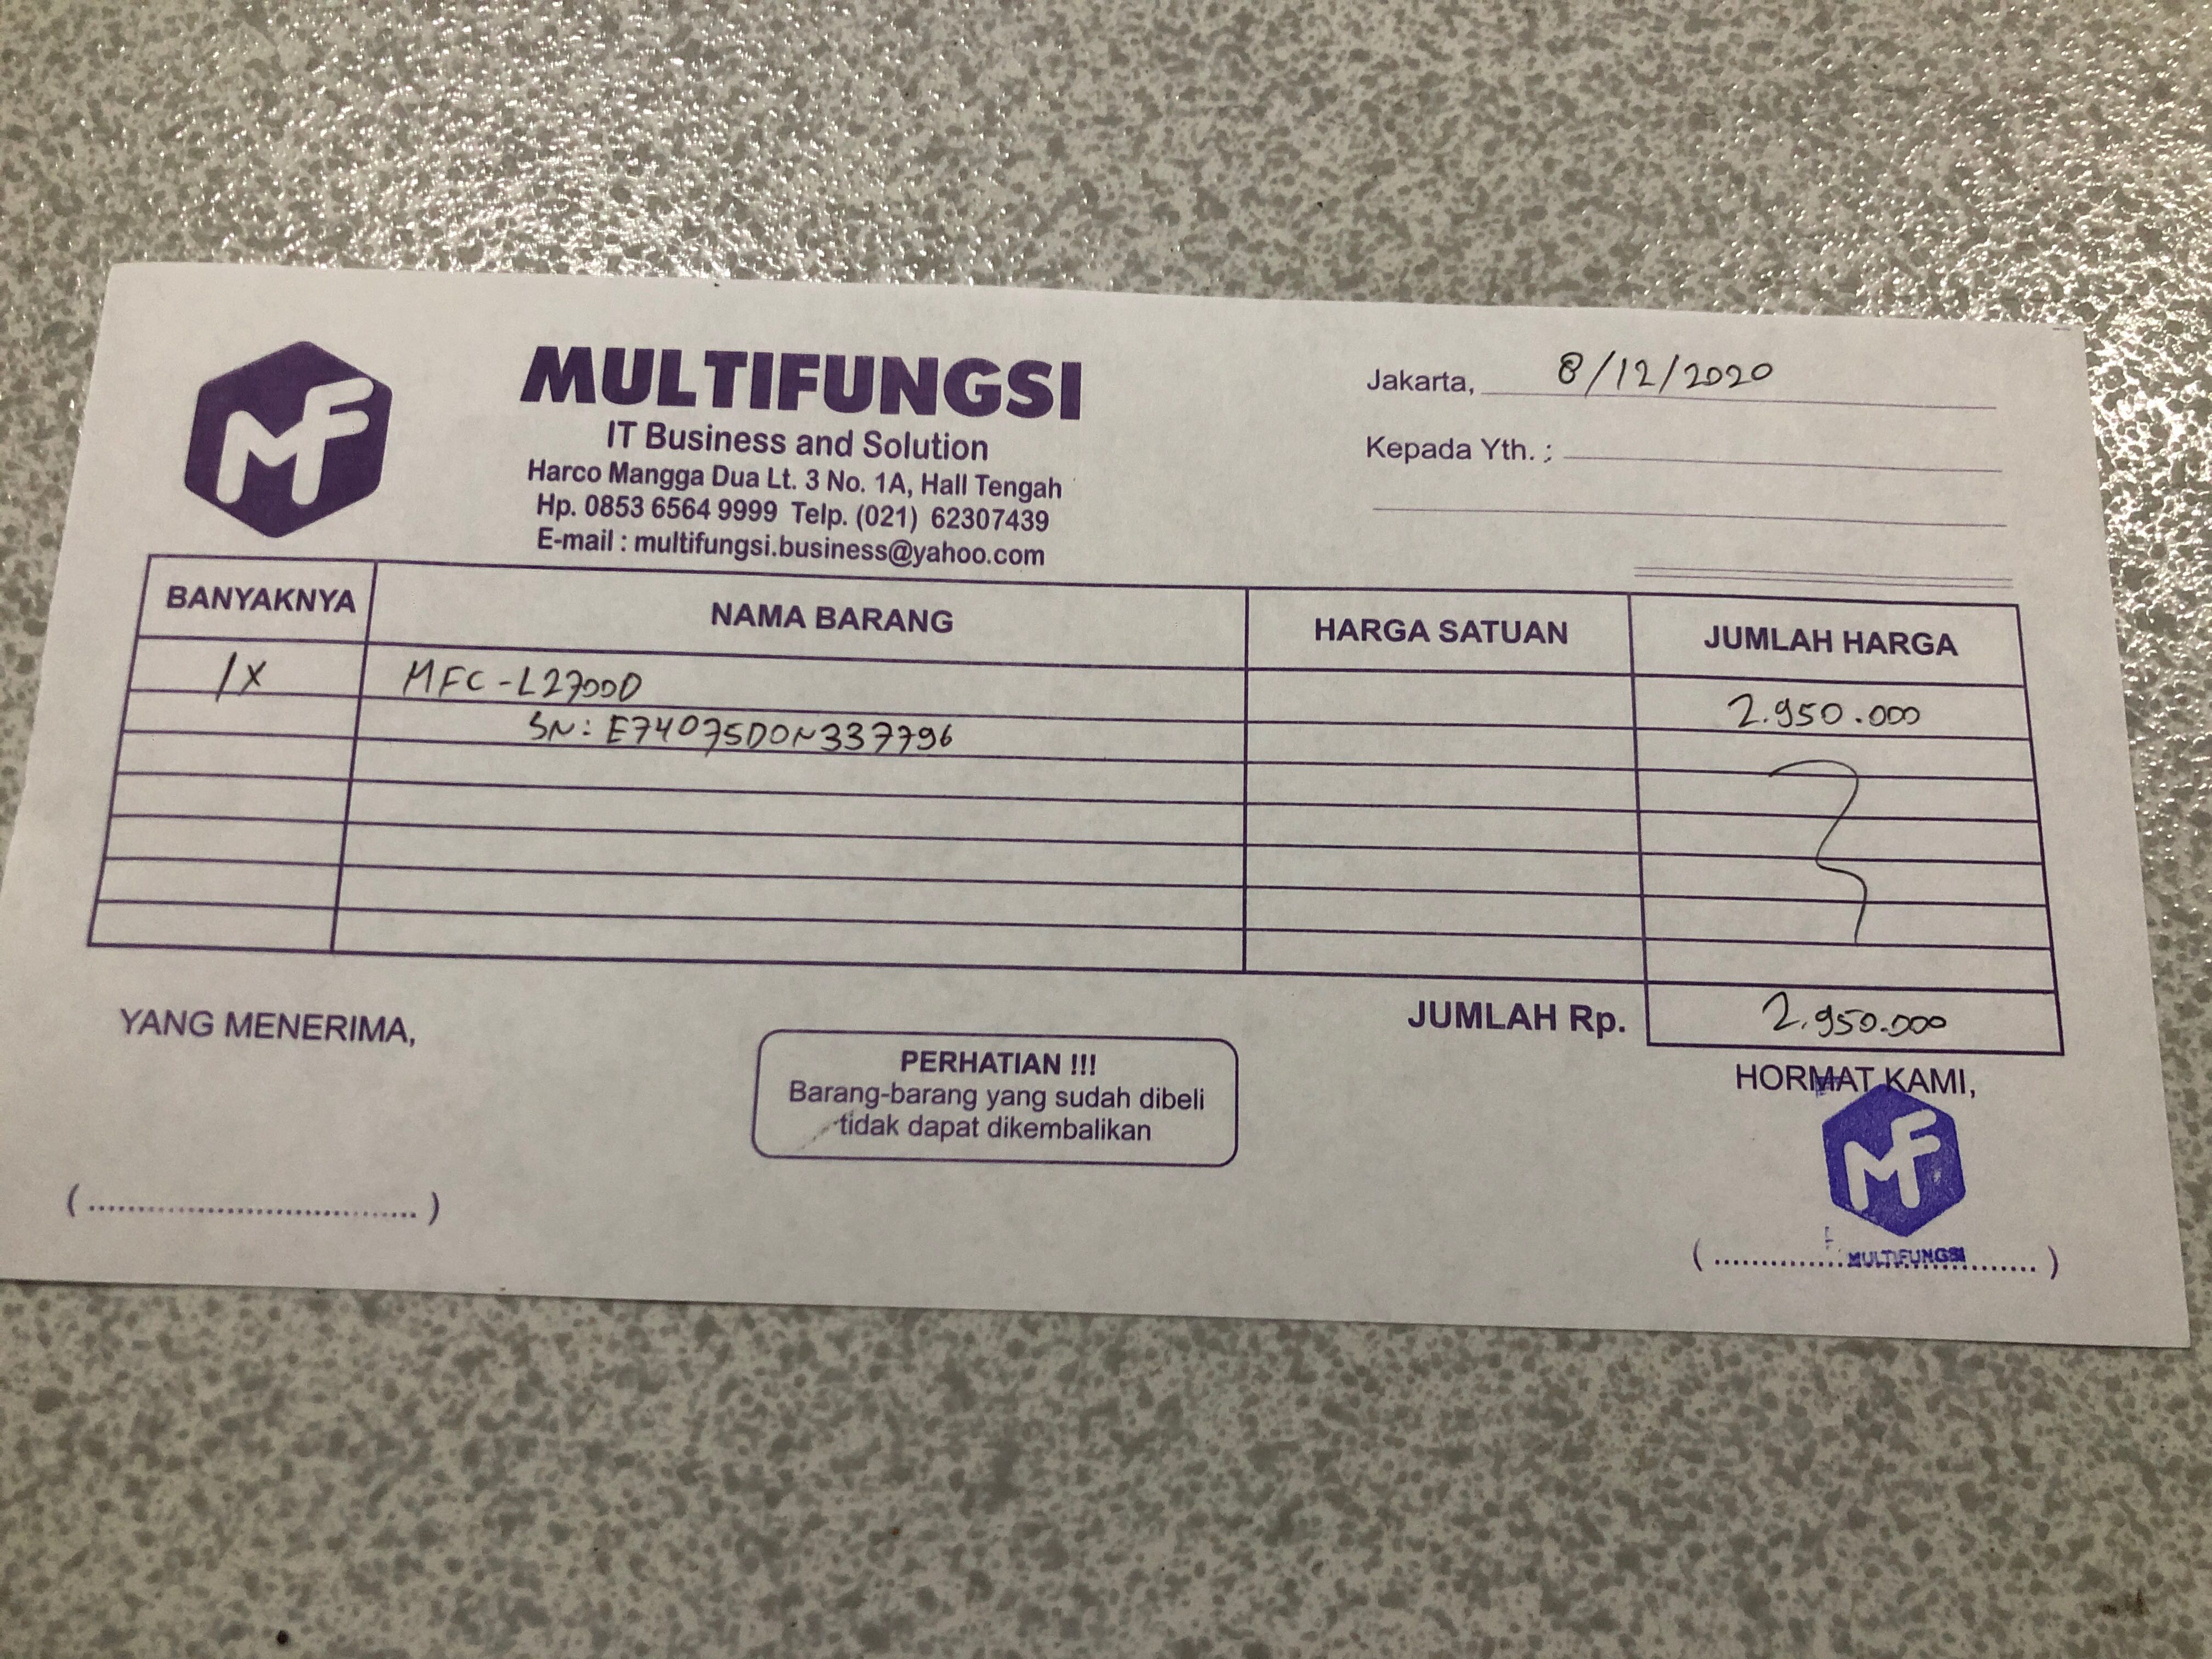 MF
MULTIFUNGSI
IT Business and Solution
Harco Mangga Dua Lt. 3 No. 1A, Hall Tengah
Hp. 0853 6564 9999 Telp. (021) 62307439
E-mail : multifungsi.business@yahoo.com
Jakarta, 8/12/2020
Kepada Yth. :
BANYAKNYA NAMA BARANG HARGA SATUAN JUMLAH HARGA
1X MFC-L2700D 2.950.000
SN: E74075D0N337796
JUMLAH Rp. 2.950.000
YANG MENERIMA,
PERHATIAN !!!
Barang-barang yang sudah dibeli
tidak dapat dikembalikan
HORMAT KAMI,
MF
MULTIFUNGSI